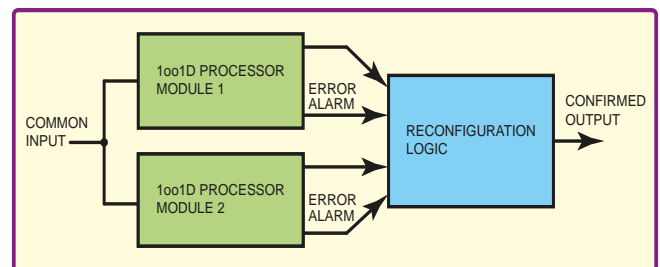 1oo1D PROCESSOR
MODULE 1
ERROR
ALARM
COMMON
INPUT
RECONFIGURATION
LOGIC
CONFIRMED
OUTPUT
1oo1D PROCESSOR
MODULE 2
ERROR
ALARM